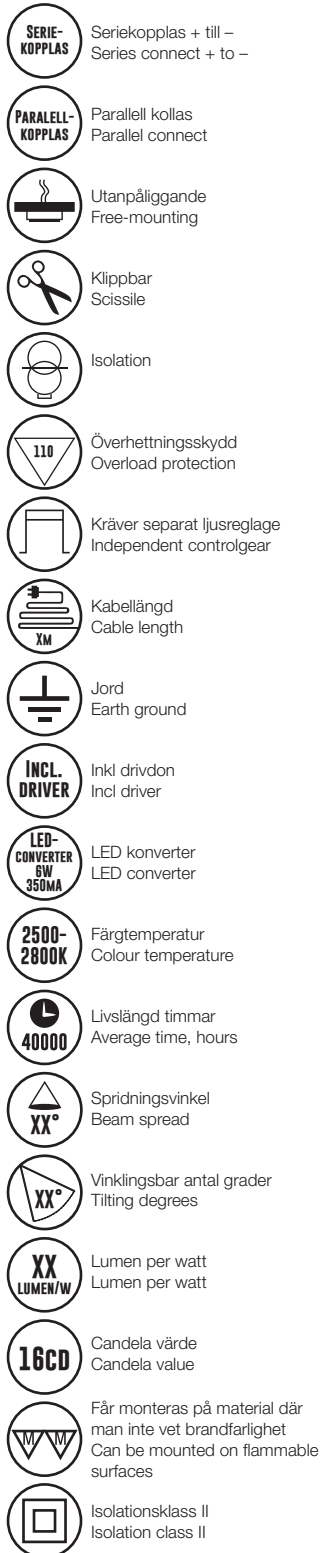 SERIE-
KOPPLAS
Seriekopplas + till –
Series connect + to –
PARALELL-
KOPPLAS
Parallell kollas
Parallel connect
Utanpåliggande
Free-mounting
Klippbar
Scissile
Isolation
110
Överhettningsskydd
Overload protection
Kräver separat ljusreglage
Independent controlgear
XM
Kabellängd
Cable length
Jord
Earth ground
INCL.
DRIVER
Inkl drivdon
Incl driver
LED-
CONVERTER
6W
350MA
LED konverter
LED converter
2500-
2800K
Färgtemperatur
Colour temperature
40000
Livslängd timmar
Average time, hours
XX°
Spridningsvinkel
Beam spread
XX°
Vinklingsbar antal grader
Tilting degrees
XX
LUMEN/W
Lumen per watt
Lumen per watt
16CD
Candela värde
Candela value
M M
Får monteras på material där
man inte vet brandfarlighet
Can be mounted on flammable
surfaces
Isolationsklass II
Isolation class II